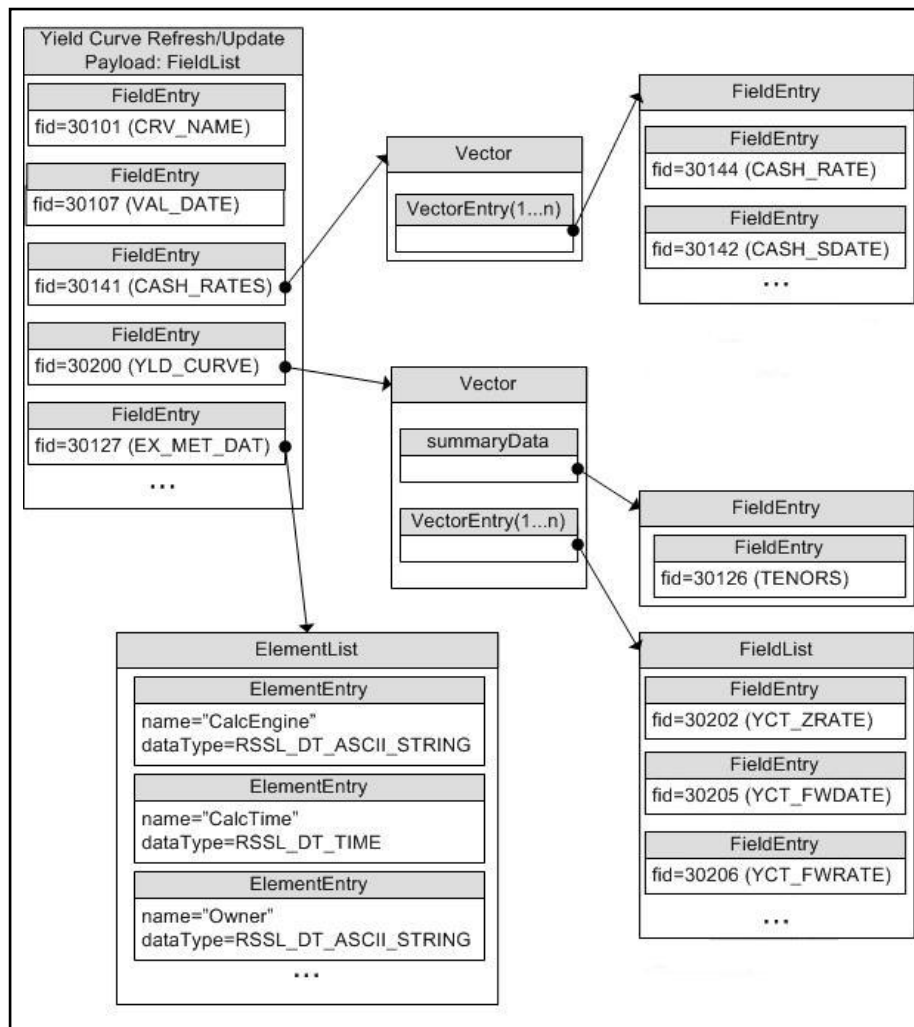 Yield Curve Refresh/Update
Payload: FieldList
FieldEntry
fid=30101 (CRV_NAME)
FieldEntry
fid=30107 (VAL_DATE)
FieldEntry
fid=30141 (CASH_RATES)
FieldEntry
fid=30200 (YLD_CURVE)
FieldEntry
fid=30127 (EX_MET_DAT)
...
Vector
VectorEntry(1...n)
FieldEntry
FieldEntry
fid=30144 (CASH_RATE)
FieldEntry
fid=30142 (CASH_SDATE)
...
Vector
summaryData
VectorEntry(1...n)
FieldEntry
FieldEntry
fid=30126 (TENORS)
ElementList
ElementEntry
name="CalcEngine"
dataType=RSSL_DT_ASCII_STRING
ElementEntry
name="CalcTime"
dataType=RSSL_DT_TIME
ElementEntry
name="Owner"
dataType=RSSL_DT_ASCII_STRING
...
FieldList
FieldEntry
fid=30202 (YCT_ZRATE)
FieldEntry
fid=30205 (YCT_FWDATE)
FieldEntry
fid=30206 (YCT_FWRATE)
...